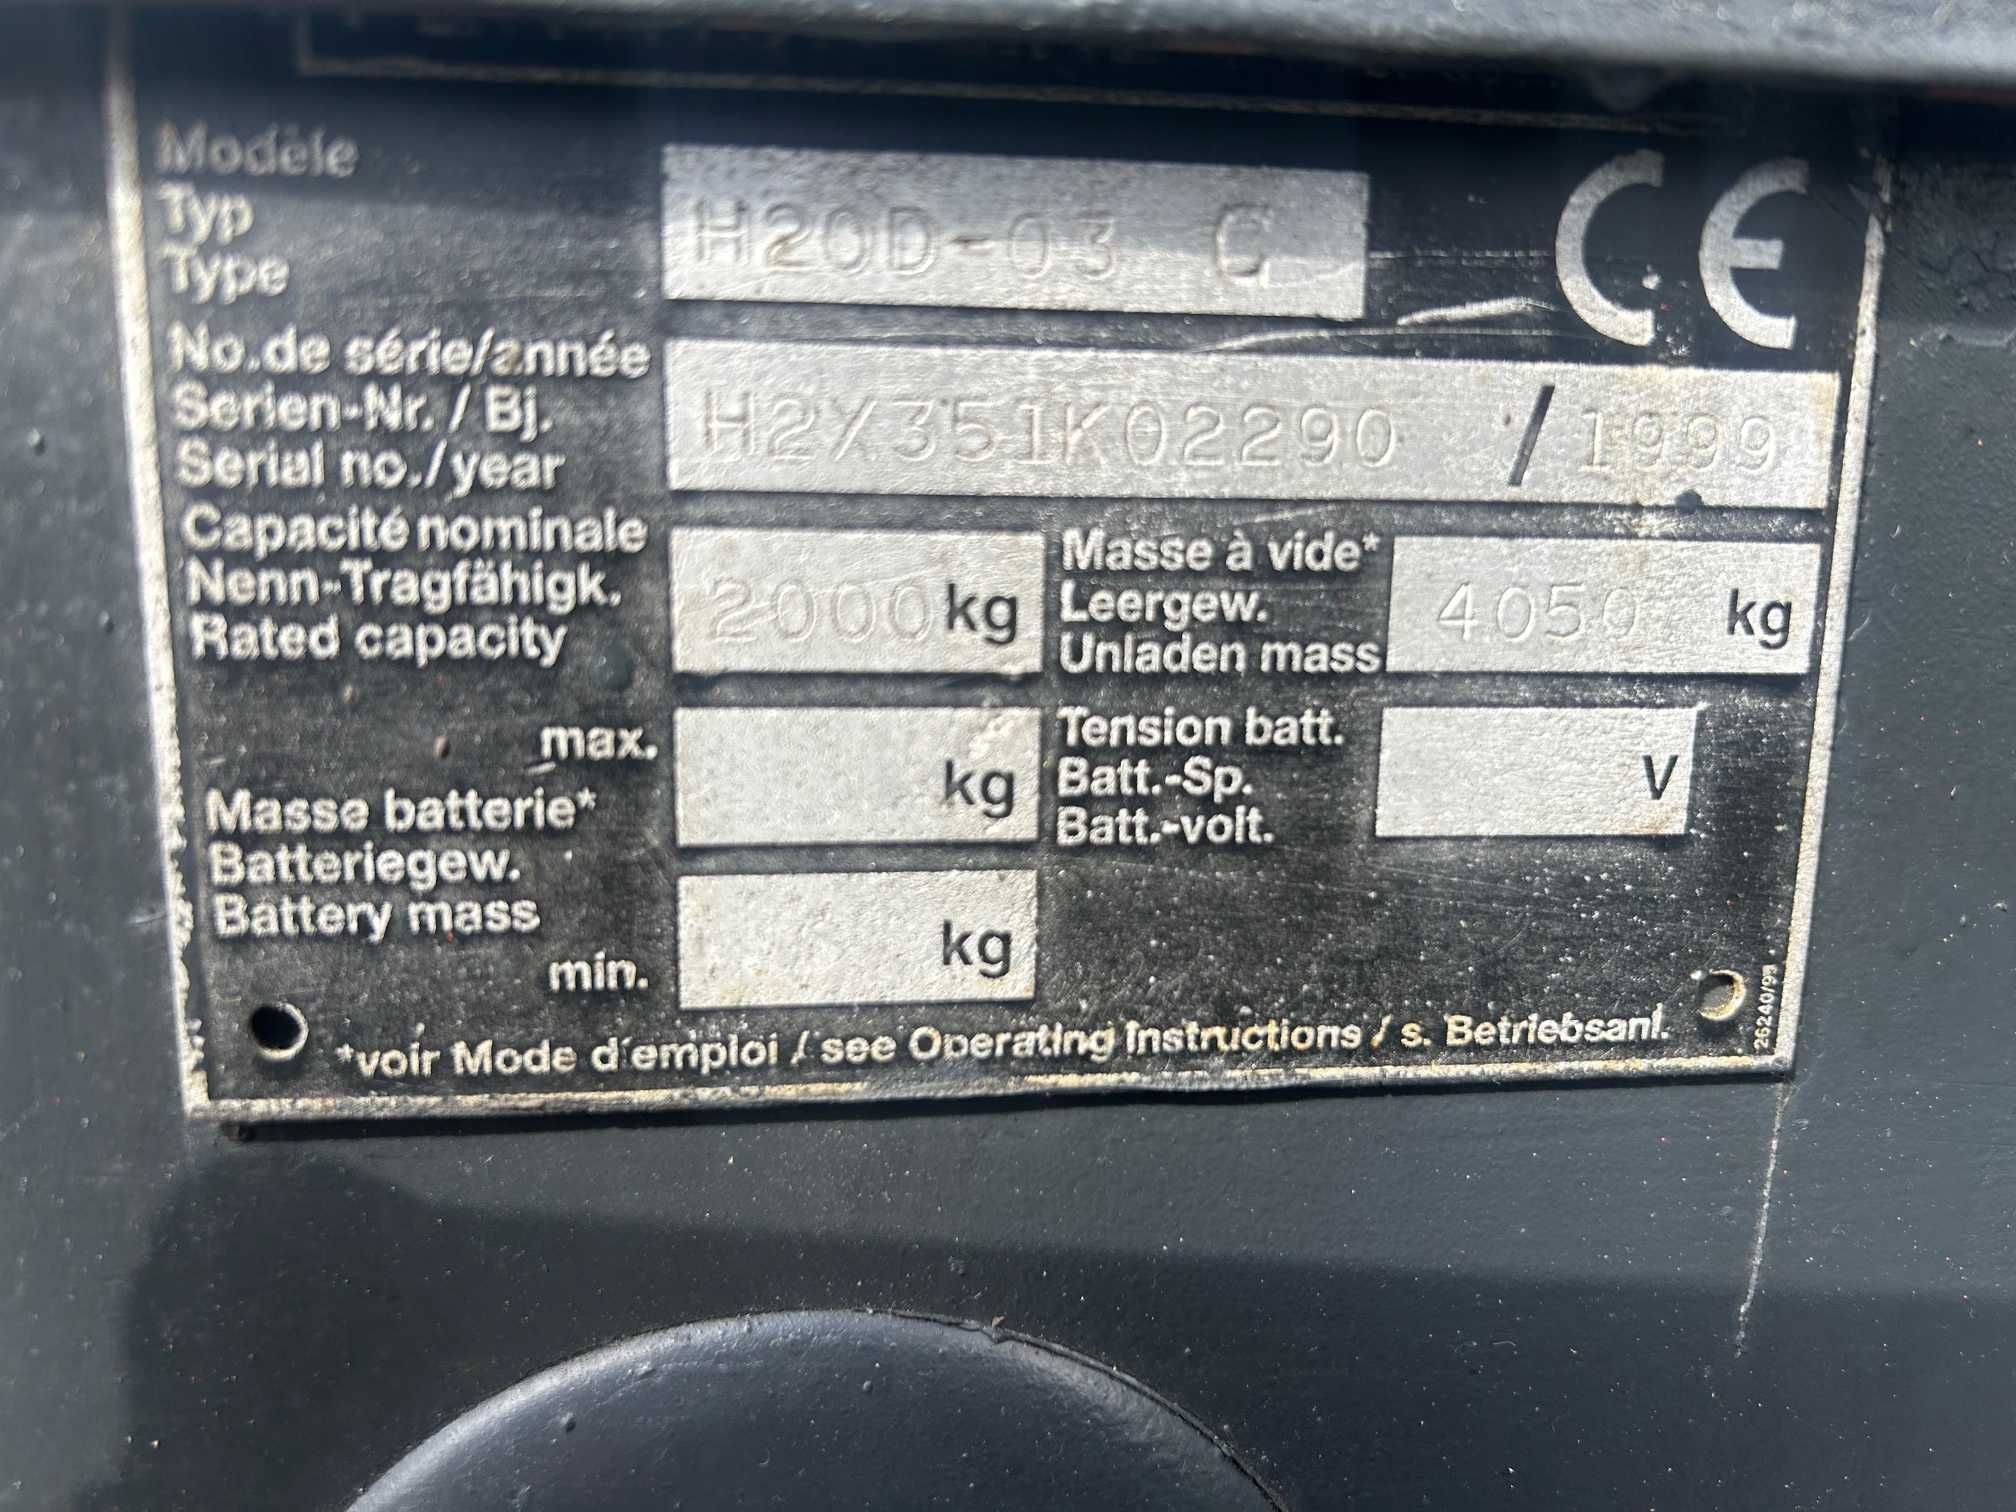 Modèle
Typ
Type
H20D-03 C
CE
No.de série/année
Serien-Nr. / Bj.
Serial no./year
H2X351K02290 / 1999
Capacité nominale
Nenn-Tragfähigk.
Rated capacity
2000 kg
Masse à vide*
Leergew.
Unladen mass
4050 kg
max.
kg
Masse batterie*
Batteriegew.
Battery mass
min.
kg
Tension batt.
Batt.-Sp.
Batt.-volt.
V
*voir Mode d'emploi / see Operating Instructions / s. Betriebsanl.